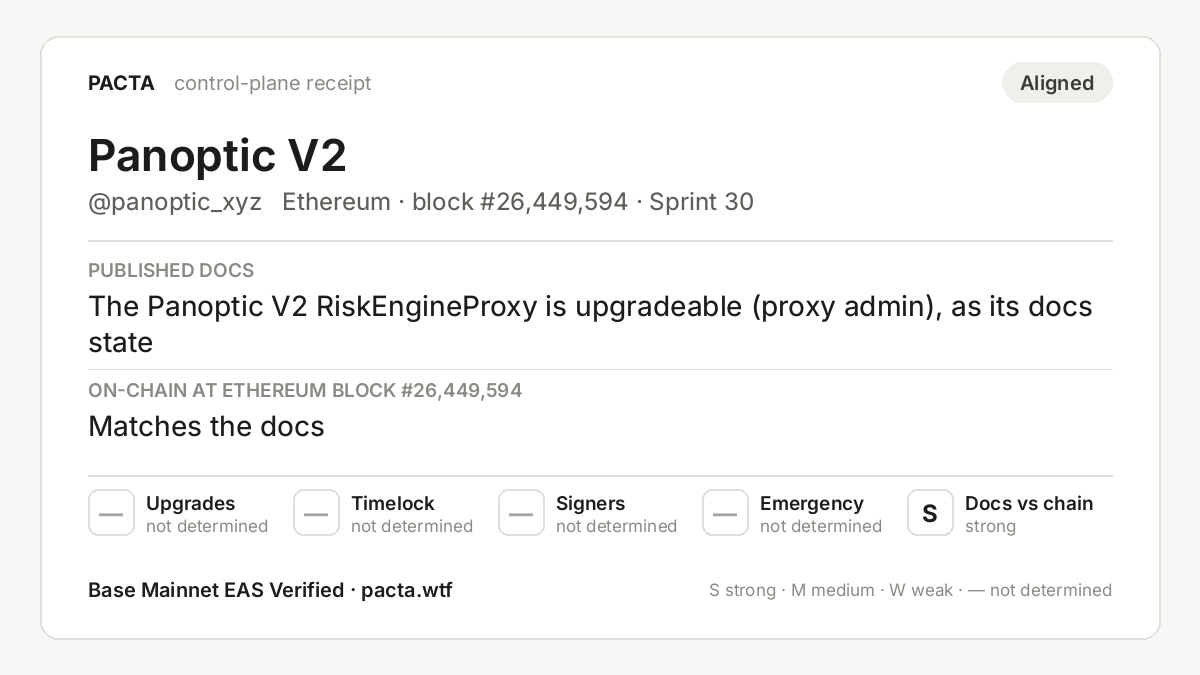 PACTA control-plane receipt
Aligned
Panoptic V2
@panoptic_xyz Ethereum · block #26,449,594 · Sprint 30
PUBLISHED DOCS
The Panoptic V2 RiskEngineProxy is upgradeable (proxy admin), as its docs
state
ON-CHAIN AT ETHEREUM BLOCK #26,449,594
Matches the docs
— Upgrades
not determined
— Timelock
not determined
— Signers
not determined
— Emergency
not determined
S Docs vs chain
strong
Base Mainnet EAS Verified · pacta.wtf
S strong · M medium · W weak · — not determined